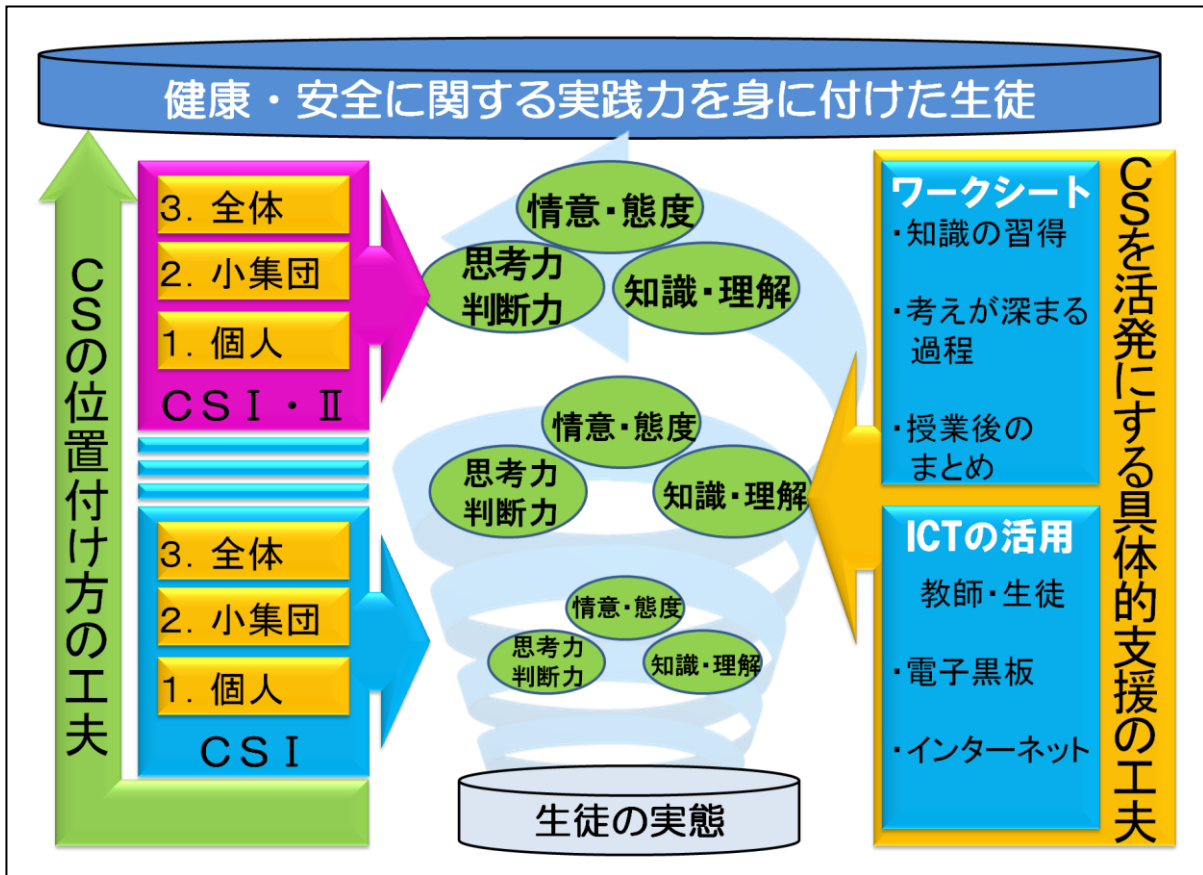 健康・安全に関する実践力を身に付けた生徒
CSの位置付け方の工夫
3. 全体
2. 小集団
1. 個人
CSⅠ・Ⅱ
3. 全体
2. 小集団
1. 個人
CSⅠ
情意・態度
思考力
判断力
知識・理解
情意・態度
思考力
判断力
知識・理解
情意・態度
思考力
判断力
知識・理解
生徒の実態
ワークシート
・知識の習得
・考えが深まる
過程
・授業後の
まとめ
ICTの活用
教師・生徒
・電子黒板
・インターネット
CSを活発にする具体的支援の工夫